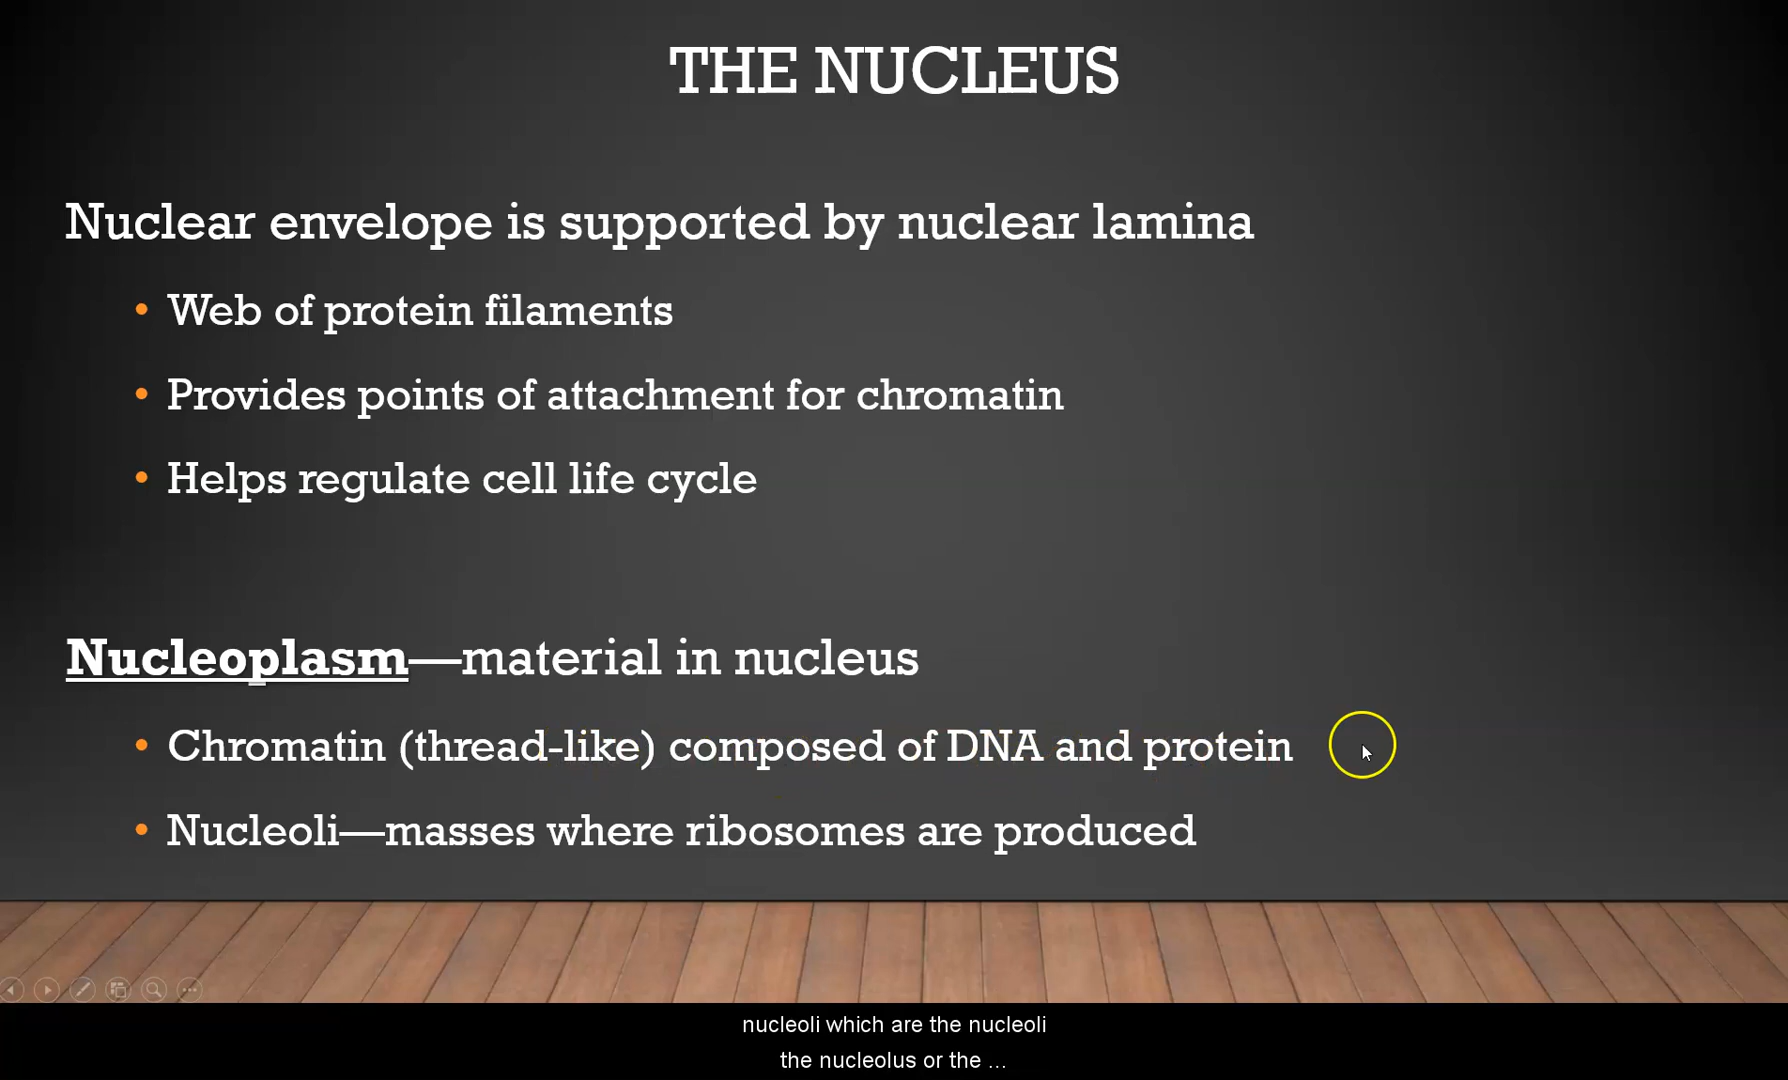 THE NUCLEUS
Nuclear envelope is supported by nuclear lamina
• Web of protein filaments
• Provides points of attachment for chromatin
• Helps regulate cell life cycle
Nucleoplasm—material in nucleus
• Chromatin (thread-like) composed of DNA and protein
• Nucleoli—masses where ribosomes are produced
nucleoli which are the nucleoli
the nucleolus or the ...